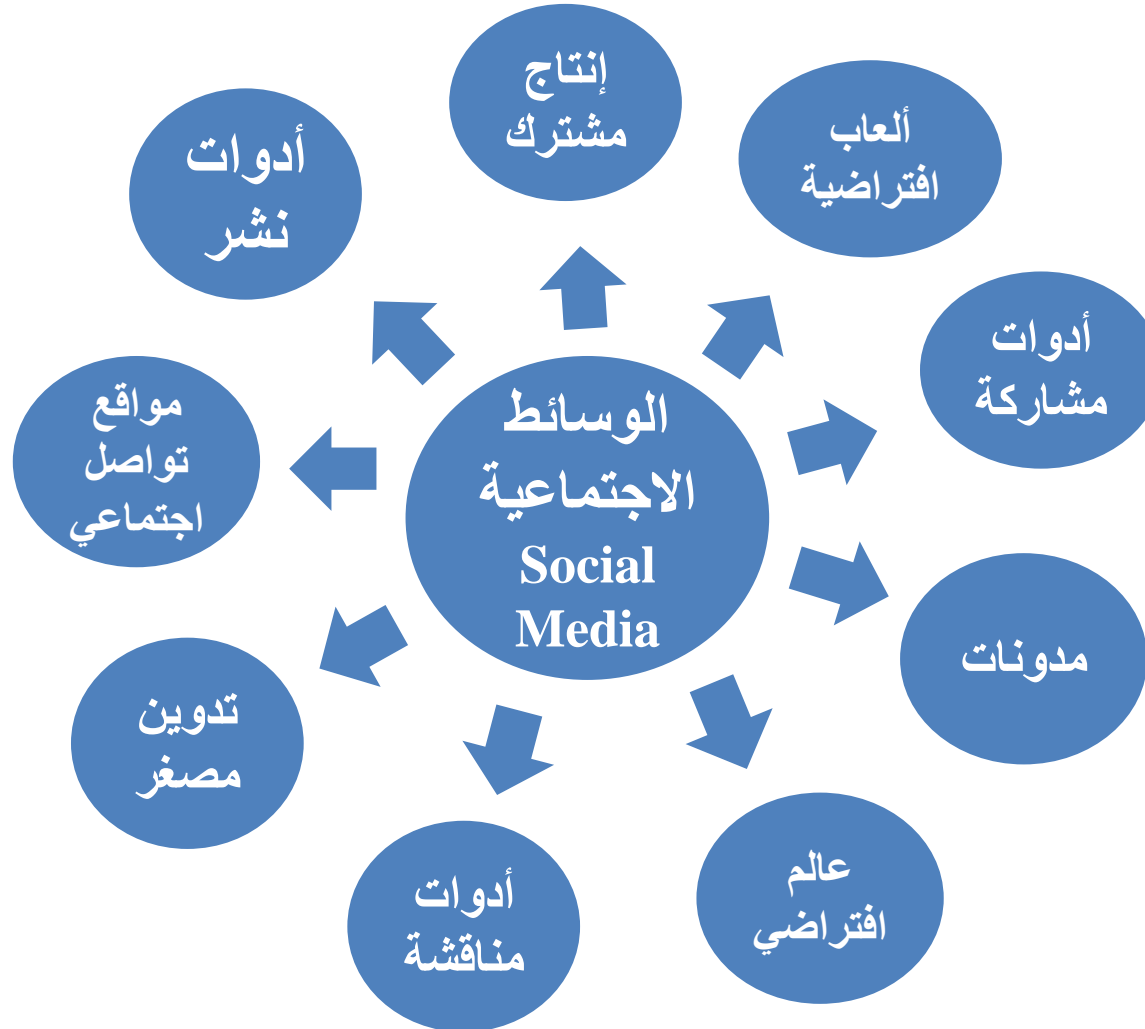 إنتاج
مشترك
ألعاب
افتراضية
أدوات
مشاركة
مدونات
عالم
افتراضي
أدوات
مناقشة
تدوين
مصغر
مواقع
تواصل
اجتماعي
أدوات
نشر
الوسائط
الاجتماعية
Social
Media